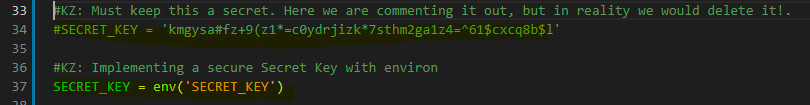 33 #KZ: Must keep this a secret. Here we are commenting it out, but in reality we would delete it!.
34 #SECRET_KEY = 'kmgysa#fz+9(z1*=c0ydrjizk*7sthm2ga1z4=^61$cxcq8b$l'
35
36 #KZ: Implementing a secure Secret Key with environ
37 SECRET_KEY = env('SECRET_KEY')